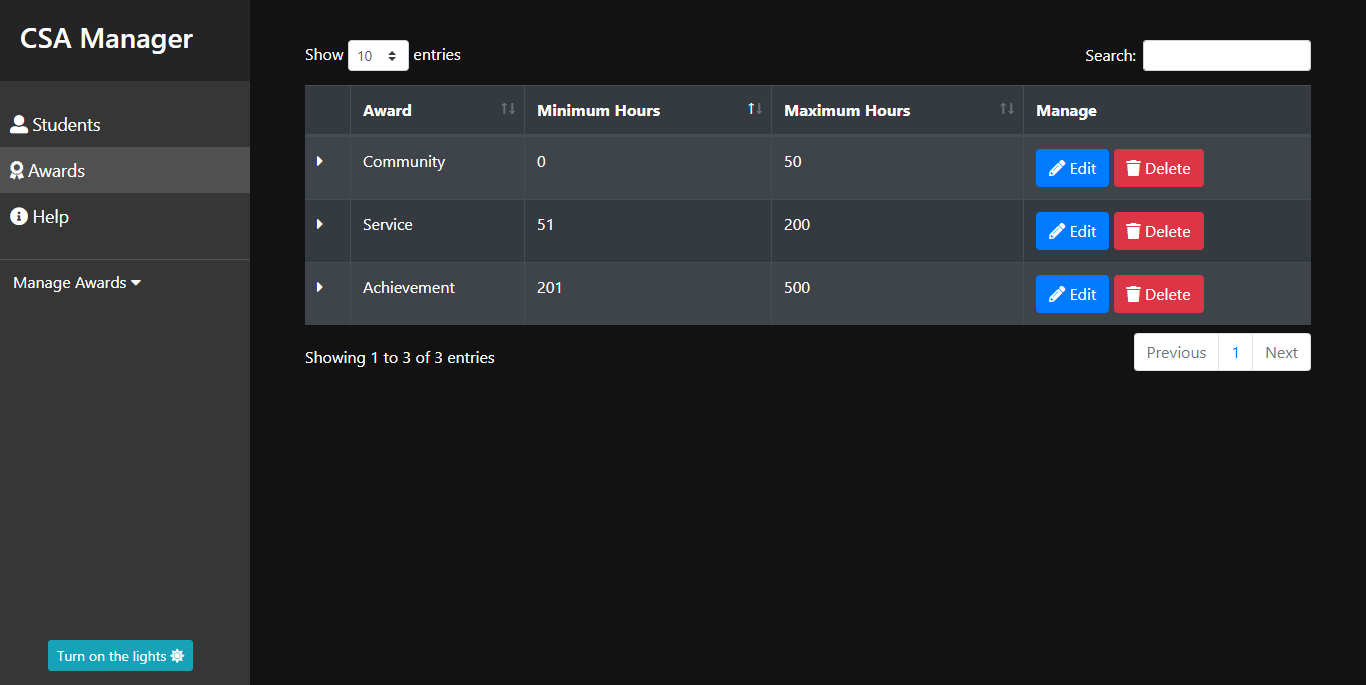 CSA Manager
Students
Awards
Help
Manage Awards
Turn on the lights
Show 10 entries
Search:
Award Minimum Hours Maximum Hours Manage
Community 0 50 Edit Delete
Service 51 200 Edit Delete
Achievement 201 500 Edit Delete
Showing 1 to 3 of 3 entries
Previous 1 Next